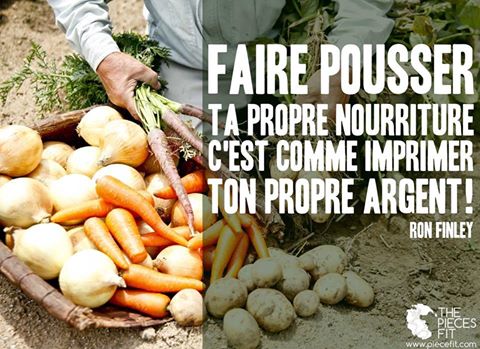 FAIRE POUSSER
TA PROPRE NOURRITURE
C'EST COMME IMPRIMER
TON PROPRE ARGENT!
RON FINLEY
THE
PIECES
FIT
www.piecefit.com